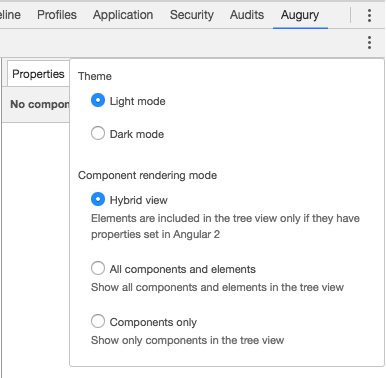 eline Profiles Application Security Audits Augury
Properties
No compon
Theme
Light mode
Dark mode
Component rendering mode
Hybrid view
Elements are included in the tree view only if they have
properties set in Angular 2
All components and elements
Show all components and elements in the tree view
Components only
Show only components in the tree view